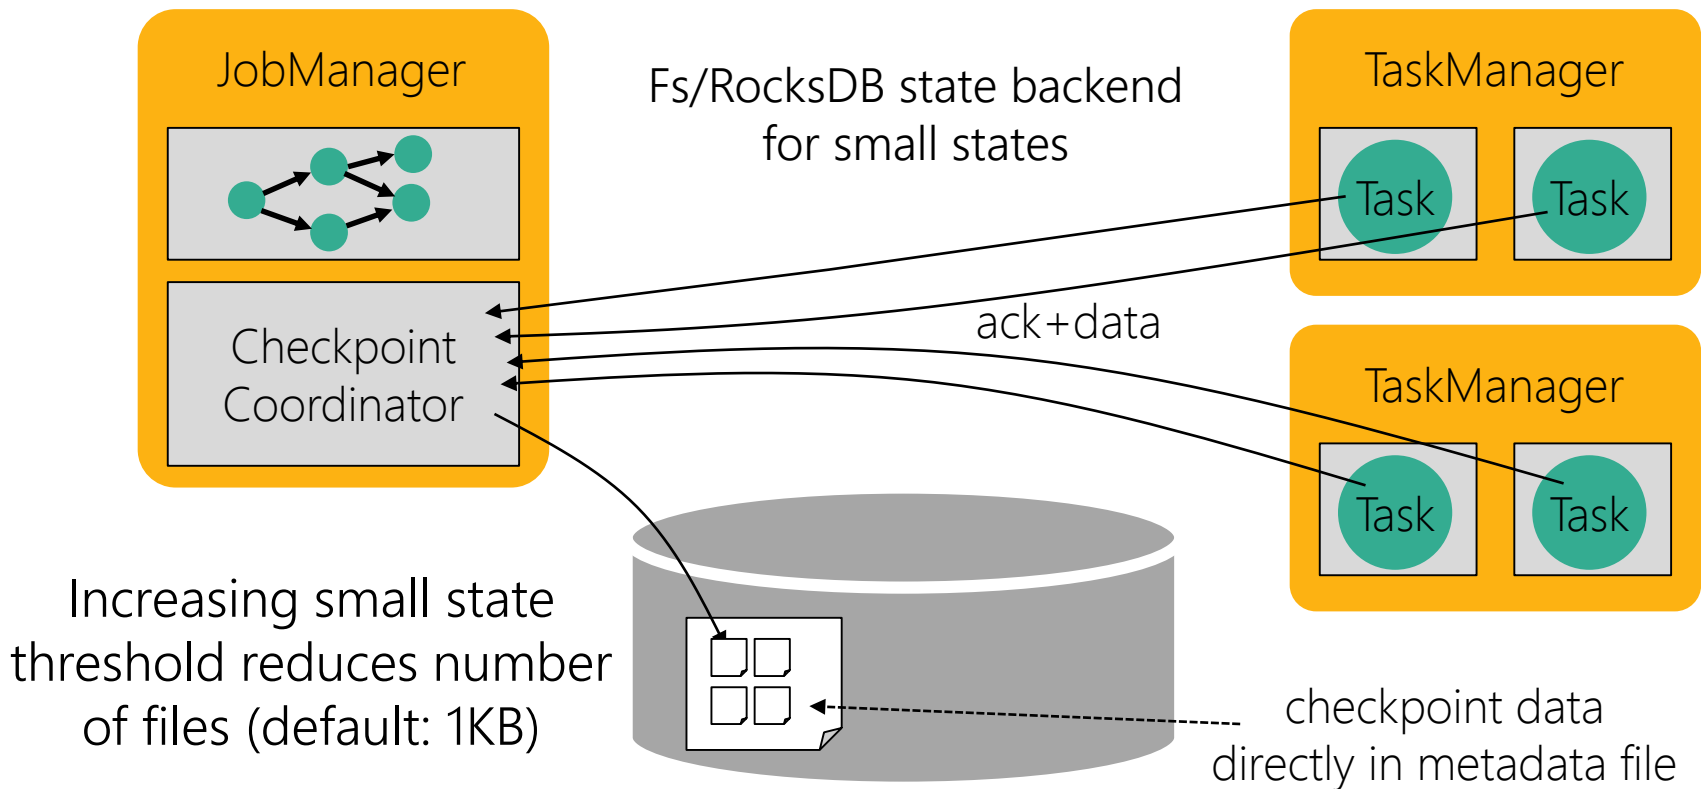 JobManager
Checkpoint
Coordinator
Fs/RocksDB state backend
for small states
ack+data
TaskManager
Task
Task
TaskManager
Task
Task
Increasing small state
threshold reduces number
of files (default: 1KB)
checkpoint data
directly in metadata file